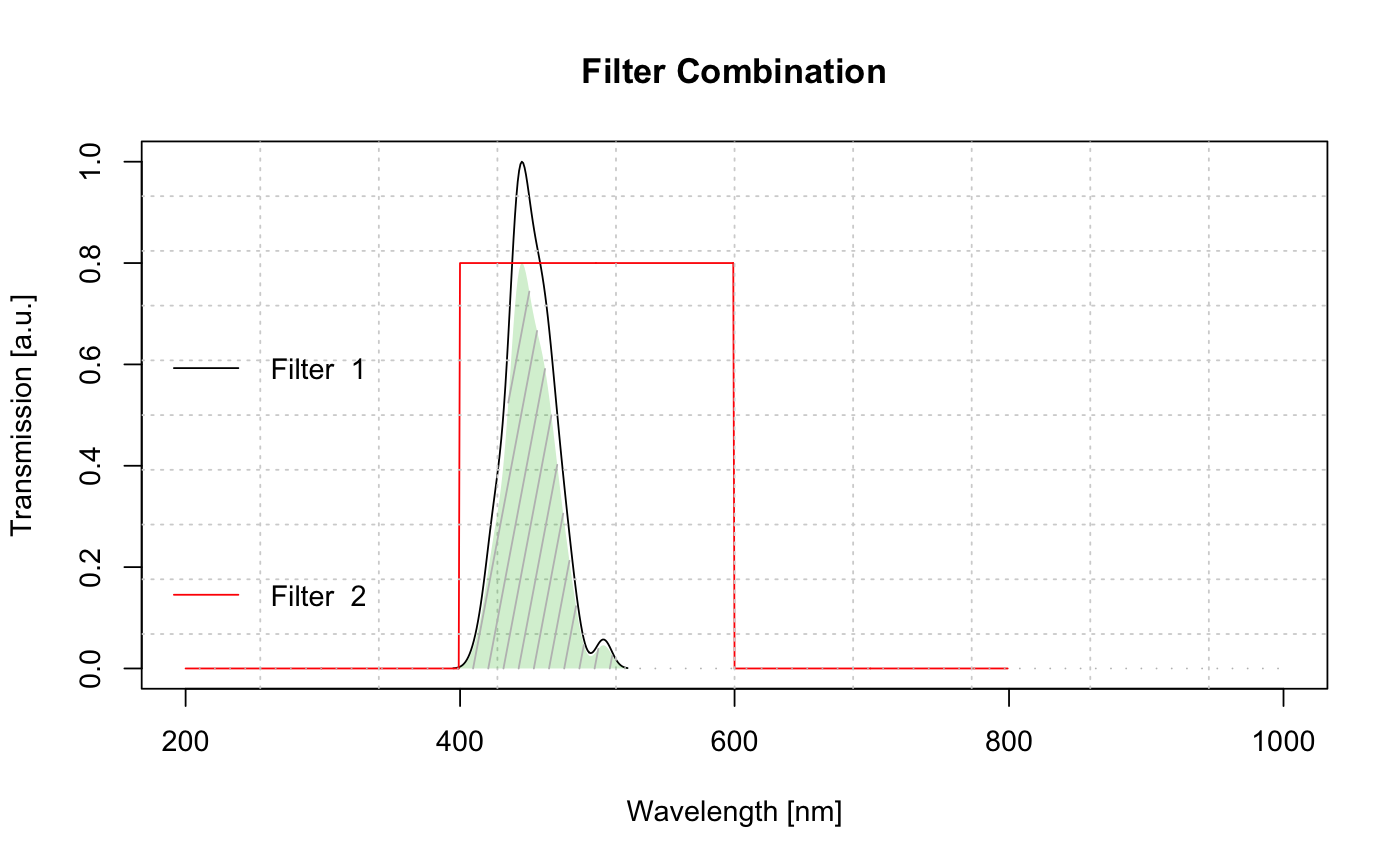 Filter Combination
Transmission [a.u.]
1.0
0.8
0.6
0.4
0.2
0.0
Filter 1
Filter 2
200 400 600 800 1000
Wavelength [nm]